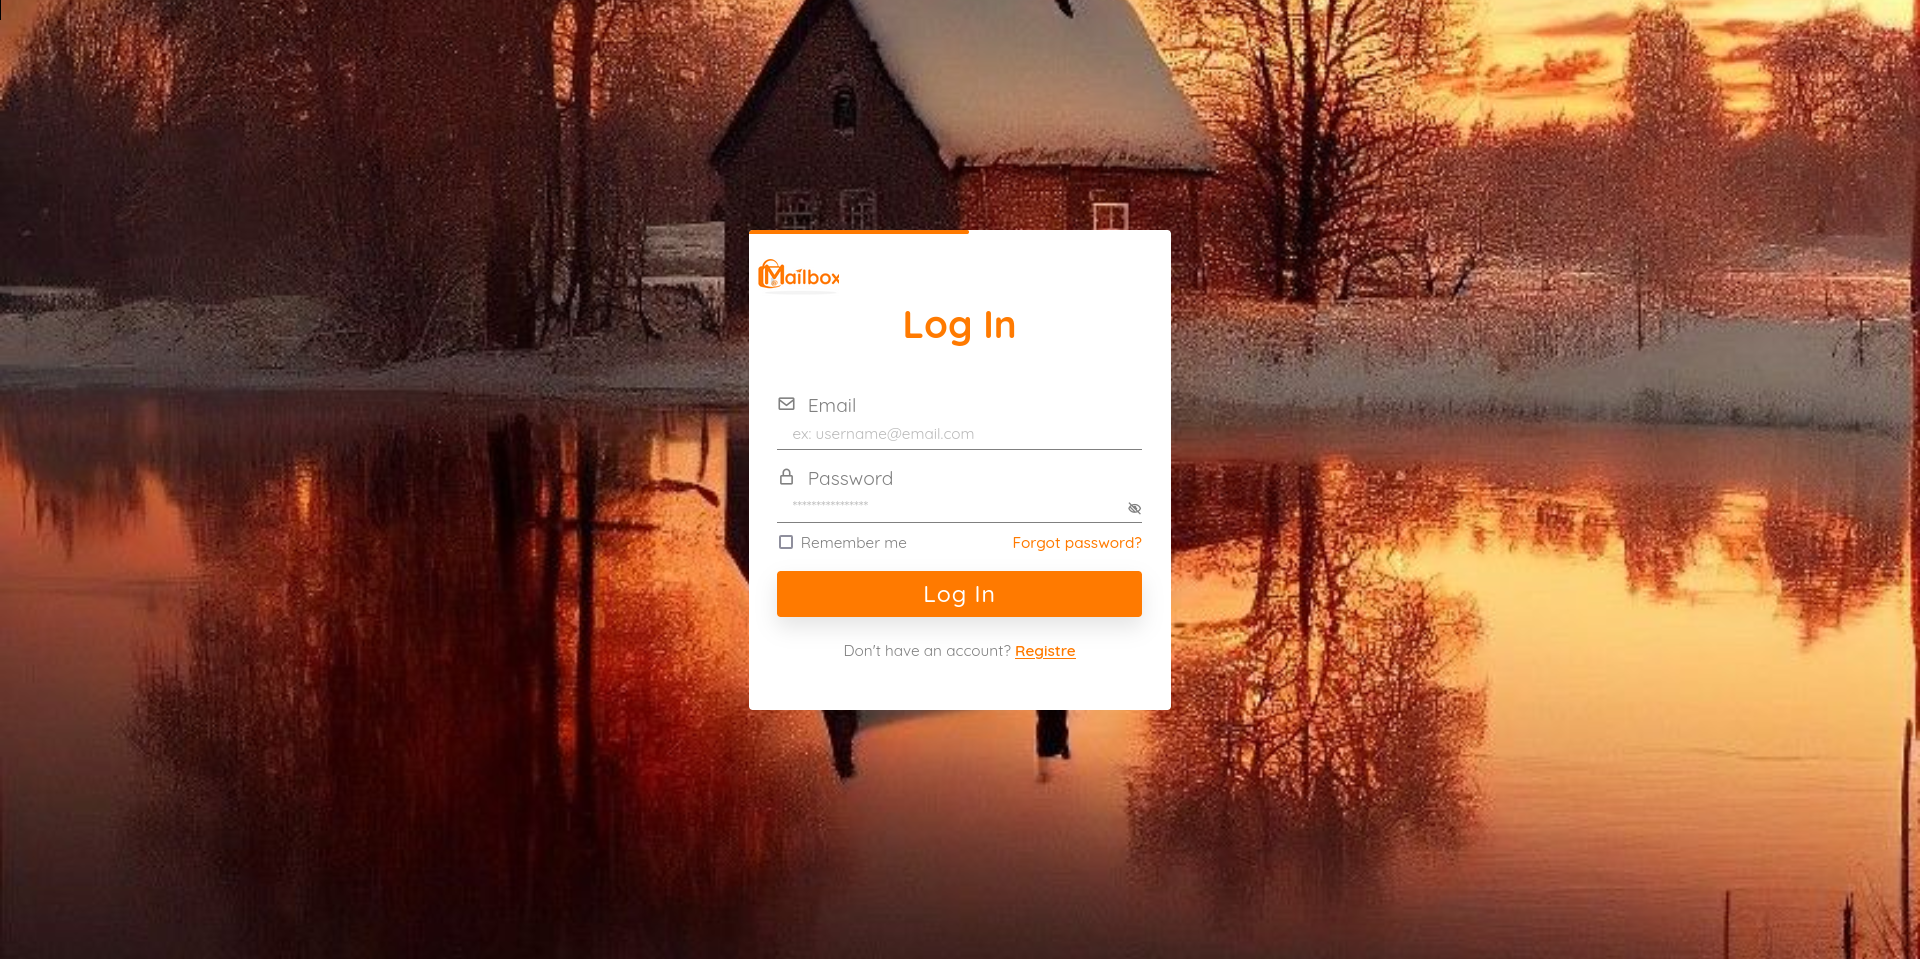 Mailbox
Log In
Email
ex: username@email.com
Password
****************
Remember me
Forgot password?
Log In
Don't have an account? Registre